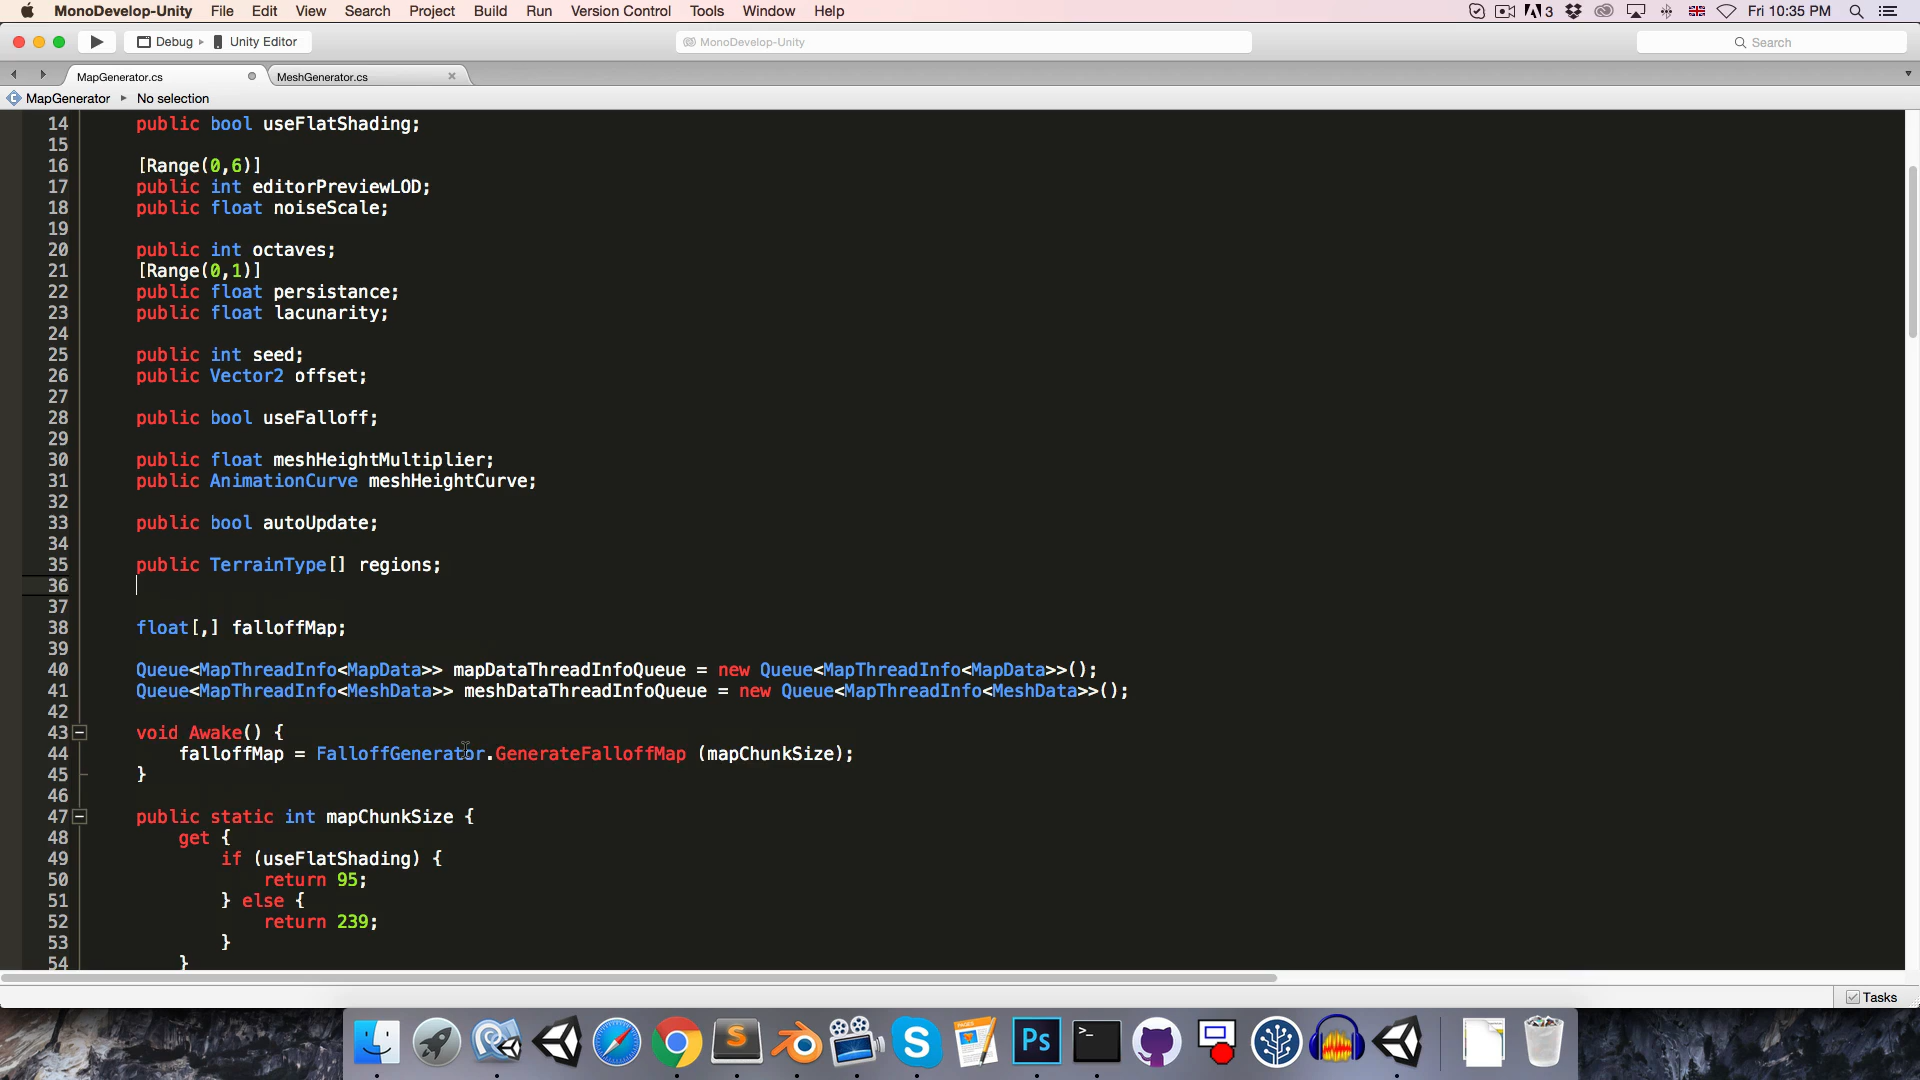 MonoDevelop-Unity File Edit View Search Project Build Run Version Control Tools Window Help 3 Fri 10:35 PM
Debug Unity Editor MonoDevelop-Unity Search
MapGenerator.cs MeshGenerator.cs
MapGenerator No selection
14 public bool useFlatShading;
15
16 [Range(0,6)]
17 public int editorPreviewLOD;
18 public float noiseScale;
19
20 public int octaves;
21 [Range(0,1)]
22 public float persistance;
23 public float lacunarity;
24
25 public int seed;
26 public Vector2 offset;
27
28 public bool useFalloff;
29
30 public float meshHeightMultiplier;
31 public AnimationCurve meshHeightCurve;
32
33 public bool autoUpdate;
34
35 public TerrainType[] regions;
36
37
38 float[,] falloffMap;
39
40 Queue<MapThreadInfo<MapData>> mapDataThreadInfoQueue = new Queue<MapThreadInfo<MapData>>();
41 Queue<MapThreadInfo<MeshData>> meshDataThreadInfoQueue = new Queue<MapThreadInfo<MeshData>>();
42
43 void Awake() {
44 falloffMap = FalloffGenerator.GenerateFalloffMap (mapChunkSize);
45 }
46
47 public static int mapChunkSize {
48 get {
49 if (useFlatShading) {
50 return 95;
51 } else {
52 return 239;
53 }
54 }
Tasks
PAGES
Ps